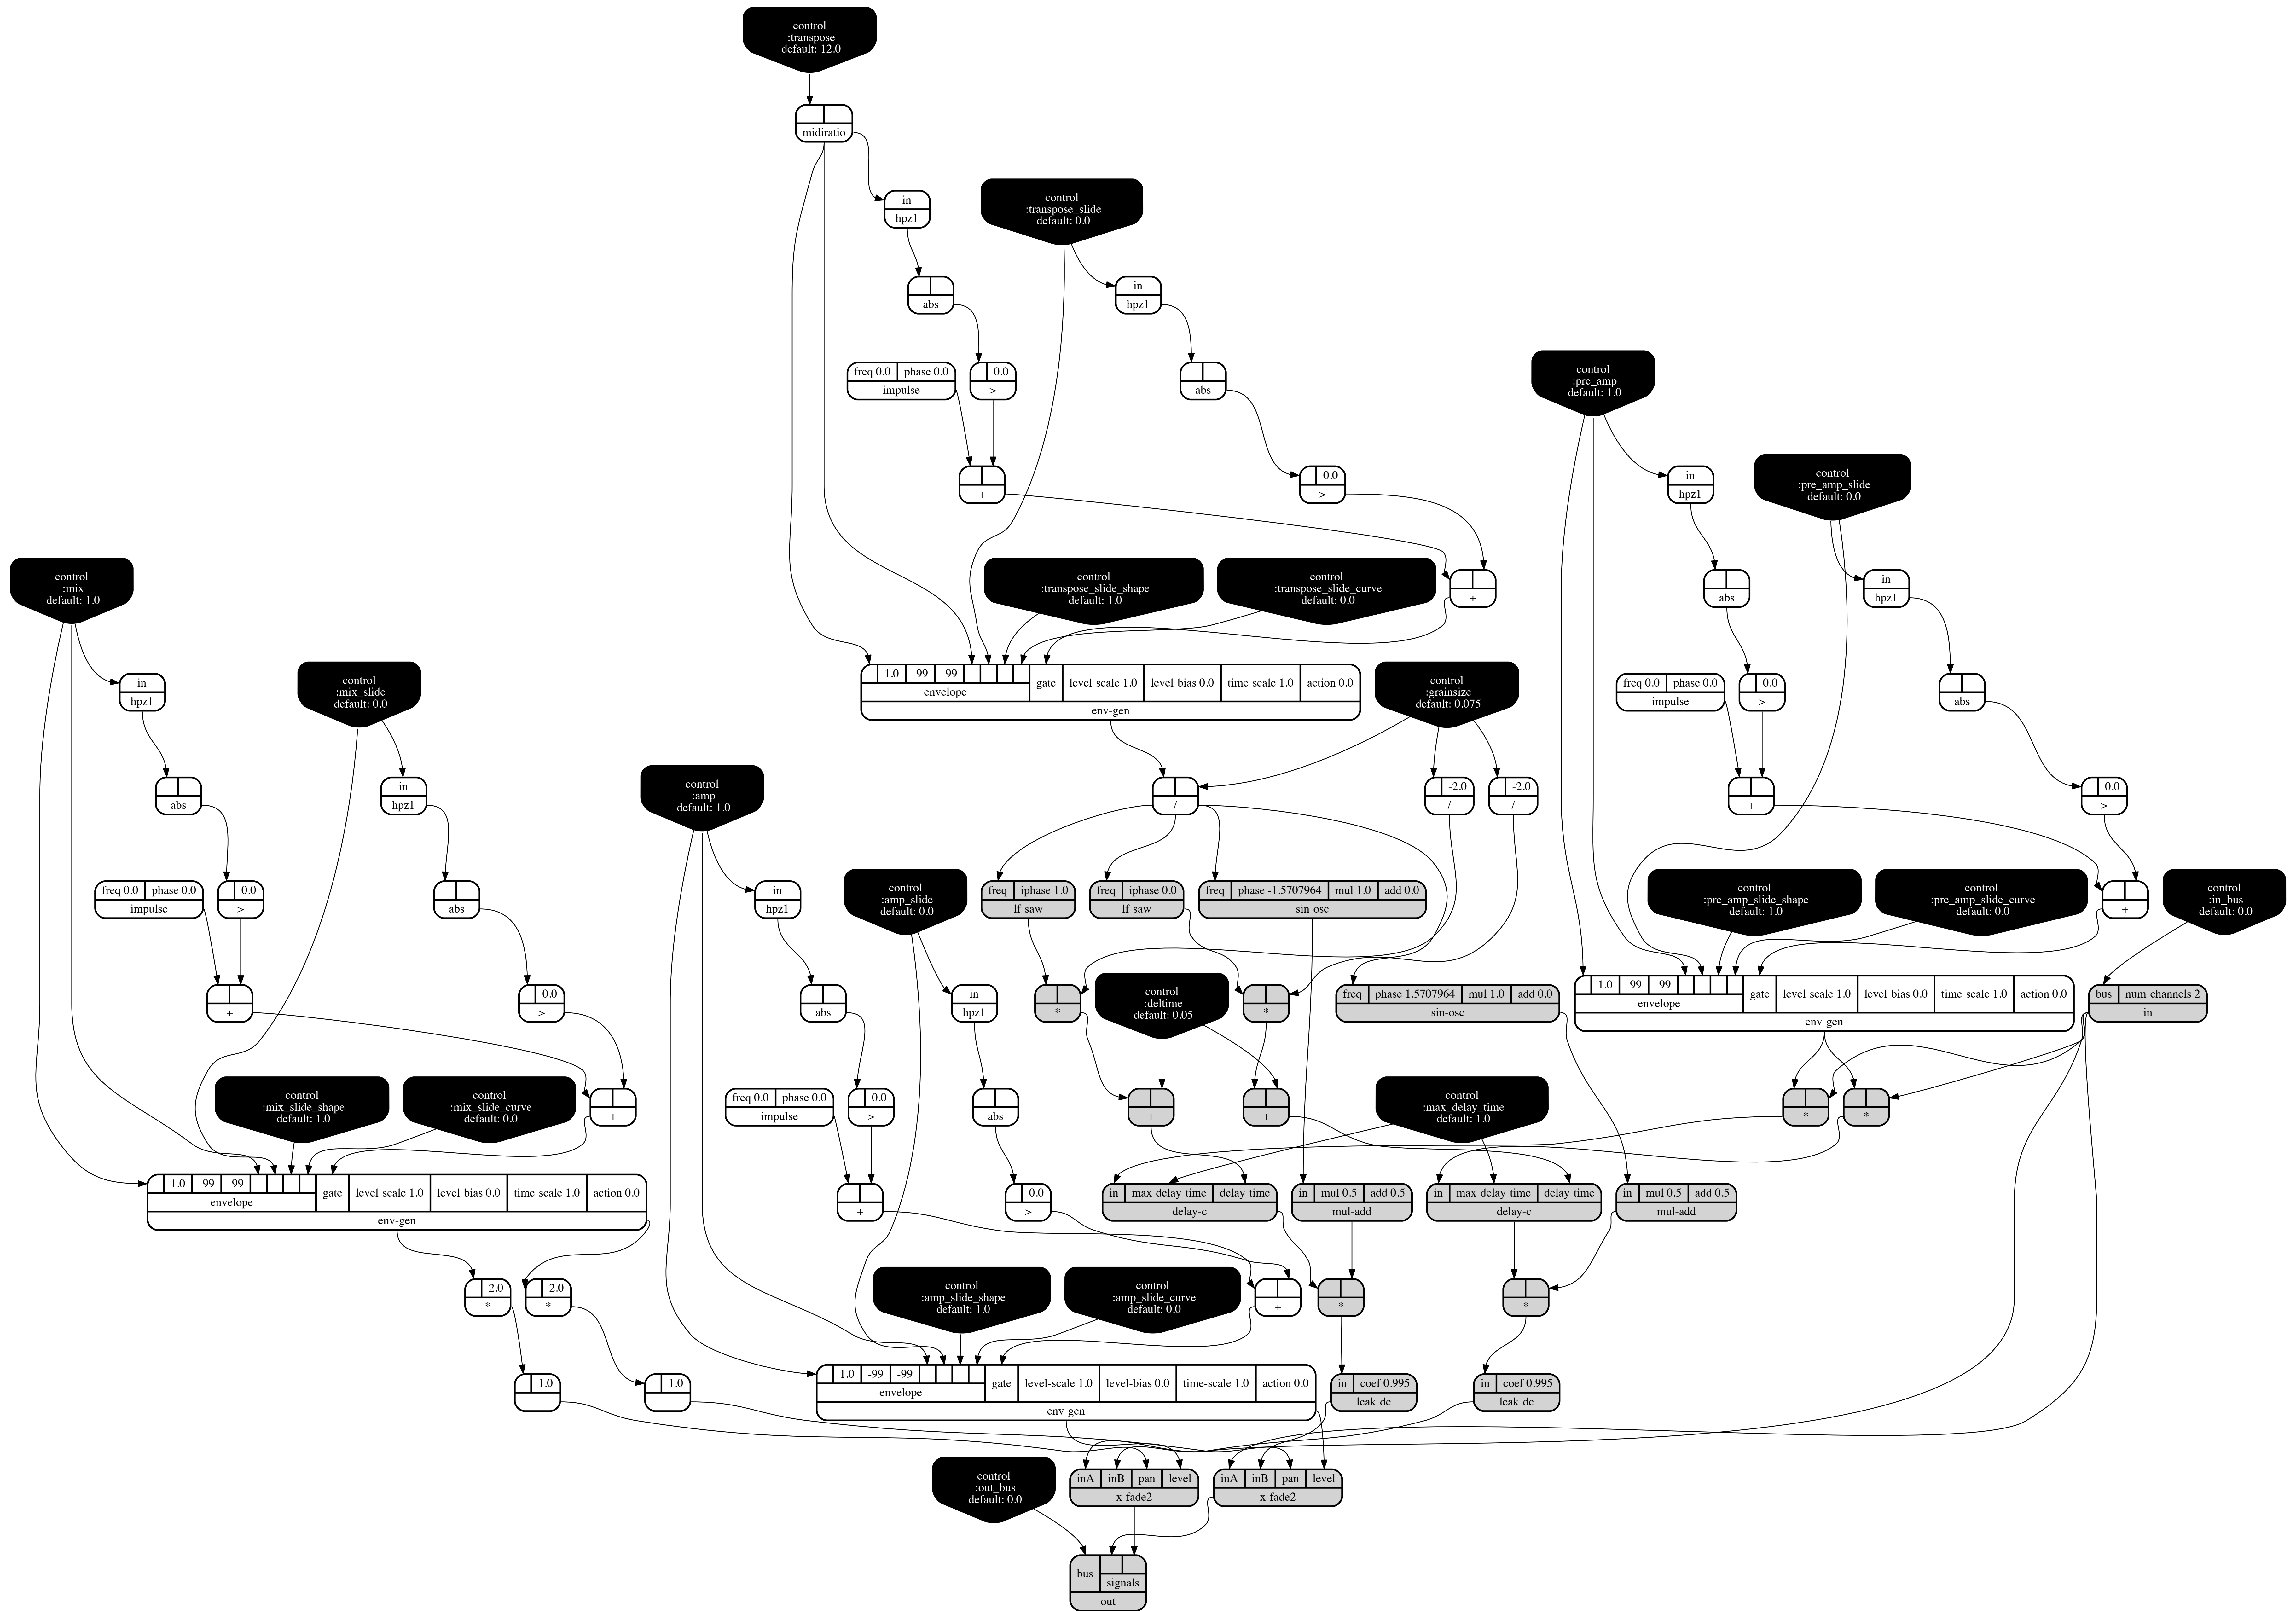 control
:transpose
default: 12.0
midiratio
in
hpz1
control
:transpose_slide
default: 0.0
abs
in
hpz1
freq 0.0 phase 0.0
impulse
0.0
>
abs
control
:pre_amp
default: 1.0
+
0.0
>
in
hpz1
control
:pre_amp_slide
default: 0.0
control
:mix
default: 1.0
control
:transpose_slide_shape
default: 1.0
control
:transpose_slide_curve
default: 0.0
+
abs
in
hpz1
in
hpz1
control
:mix_slide
default: 0.0
1.0 -99 -99
envelope
gate level-scale 1.0 level-bias 0.0 time-scale 1.0 action 0.0
env-gen
control
:grainsize
default: 0.075
freq 0.0 phase 0.0
impulse
0.0
>
abs
abs
in
hpz1
control
:amp
default: 1.0
/
-2.0
/
-2.0
/
+
0.0
>
freq 0.0 phase 0.0
impulse
0.0
>
abs
in
hpz1
control
:amp_slide
default: 0.0
freq iphase 1.0
lf-saw
freq iphase 0.0
lf-saw
freq phase -1.5707964 mul 1.0 add 0.0
sin-osc
control
:pre_amp_slide_shape
default: 1.0
control
:pre_amp_slide_curve
default: 0.0
+
control
:in_bus
default: 0.0
+
0.0
>
abs
in
hpz1
*
control
:deltime
default: 0.05
*
freq phase 1.5707964 mul 1.0 add 0.0
sin-osc
1.0 -99 -99
envelope
gate level-scale 1.0 level-bias 0.0 time-scale 1.0 action 0.0
env-gen
bus num-channels 2
in
control
:mix_slide_shape
default: 1.0
control
:mix_slide_curve
default: 0.0
+
freq 0.0 phase 0.0
impulse
0.0
>
abs
+
+
control
:max_delay_time
default: 1.0
*
*
1.0 -99 -99
envelope
gate level-scale 1.0 level-bias 0.0 time-scale 1.0 action 0.0
env-gen
+
0.0
>
in max-delay-time delay-time
delay-c
in mul 0.5 add 0.5
mul-add
in max-delay-time delay-time
delay-c
in mul 0.5 add 0.5
mul-add
2.0
*
2.0
*
control
:amp_slide_shape
default: 1.0
control
:amp_slide_curve
default: 0.0
+
*
*
1.0
-
1.0
-
1.0 -99 -99
envelope
gate level-scale 1.0 level-bias 0.0 time-scale 1.0 action 0.0
env-gen
in coef 0.995
leak-dc
in coef 0.995
leak-dc
control
:out_bus
default: 0.0
inA inB pan level
x-fade2
inA inB pan level
x-fade2
bus
signals
out